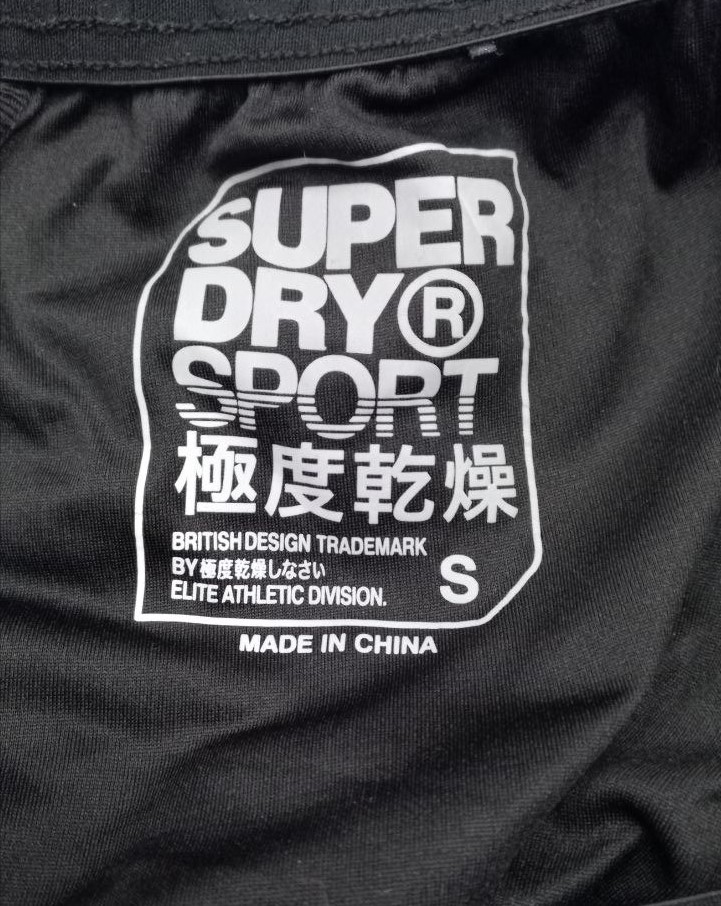 SUPER
DRY®
SPORT
極度乾燥
BRITISH DESIGN TRADEMARK
BY 極度乾燥しなさい
ELITE ATHLETIC DIVISION.
S
MADE IN CHINA